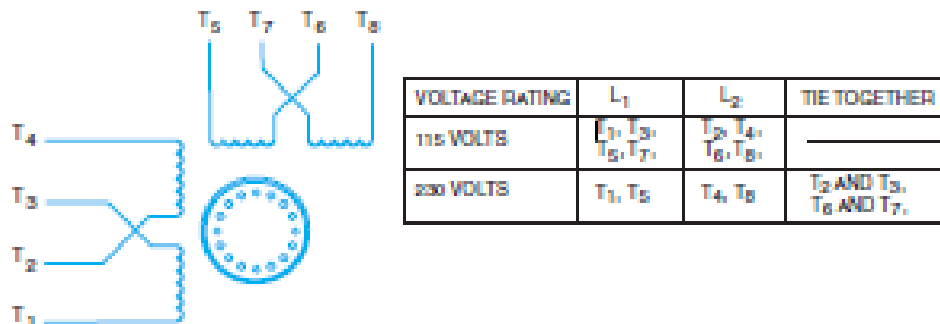 T5 T7 T6 T8
T4
T3
T2
T1
VOLTAGE RATING L1 L2 TIE TOGETHER
115 VOLTS T1, T3, T5, T7, T2, T4, T6, T8,
230 VOLTS T1, T5 T4, T8 T2 AND T3, T6 AND T7,